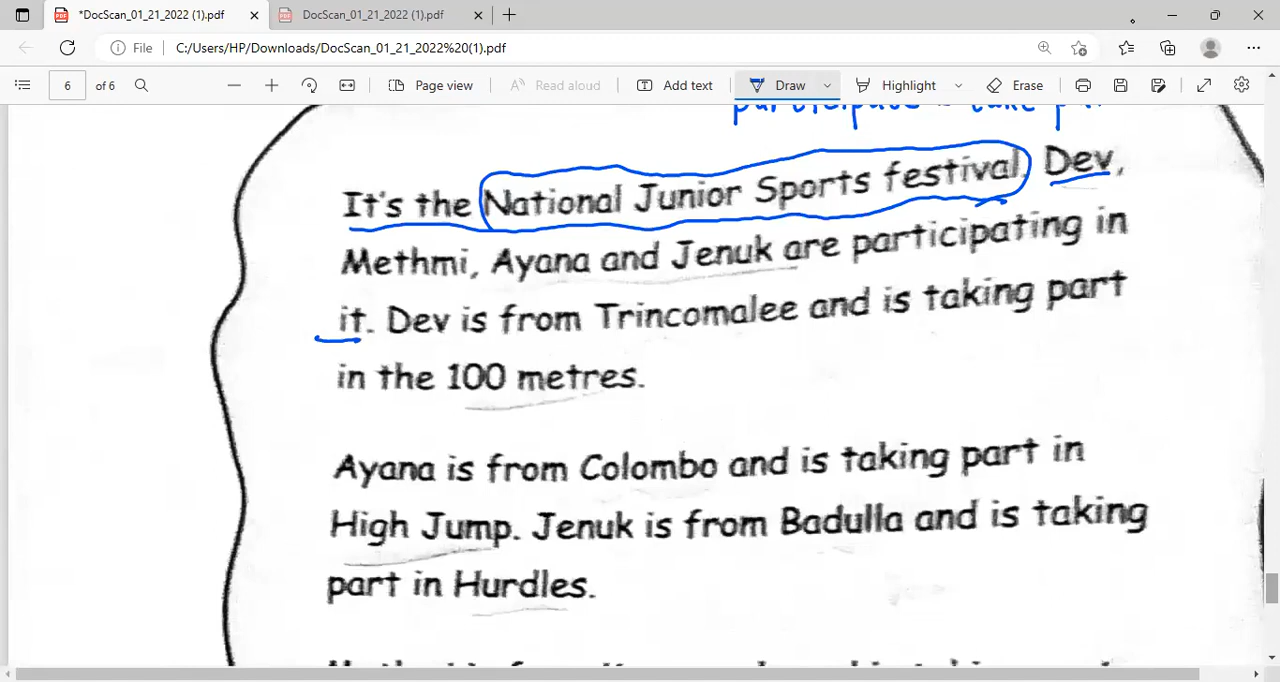 *DocScan_01_21_2022 (1).pdf
DocScan_01_21_2022 (1).pdf
File
C:/Users/HP/Downloads/DocScan_01_21_2022%20(1).pdf
6 of 6
Page view
Read aloud
Add text
Draw
Highlight
Erase
It's the National Junior Sports festival. Dev,
Methmi, Ayana and Jenuk are participating in
it. Dev is from Trincomalee and is taking part
in the 100 metres.
Ayana is from Colombo and is taking part in
High Jump. Jenuk is from Badulla and is taking
part in Hurdles.